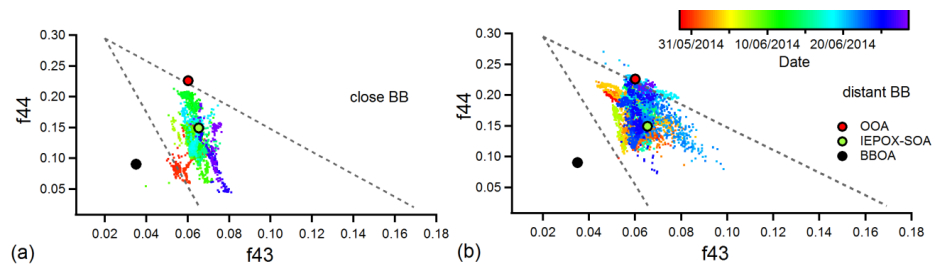 31/05/2014 10/06/2014 20/06/2014
Date
0.30
0.25
0.20
0.15
0.10
0.05
f44
close BB
0.02 0.04 0.06 0.08 0.10 0.12 0.14 0.16 0.18
f43
(a)
0.30
0.25
0.20
0.15
0.10
0.05
f44
distant BB
OOA
IEPOX-SOA
BBOA
0.02 0.04 0.06 0.08 0.10 0.12 0.14 0.16 0.18
f43
(b)